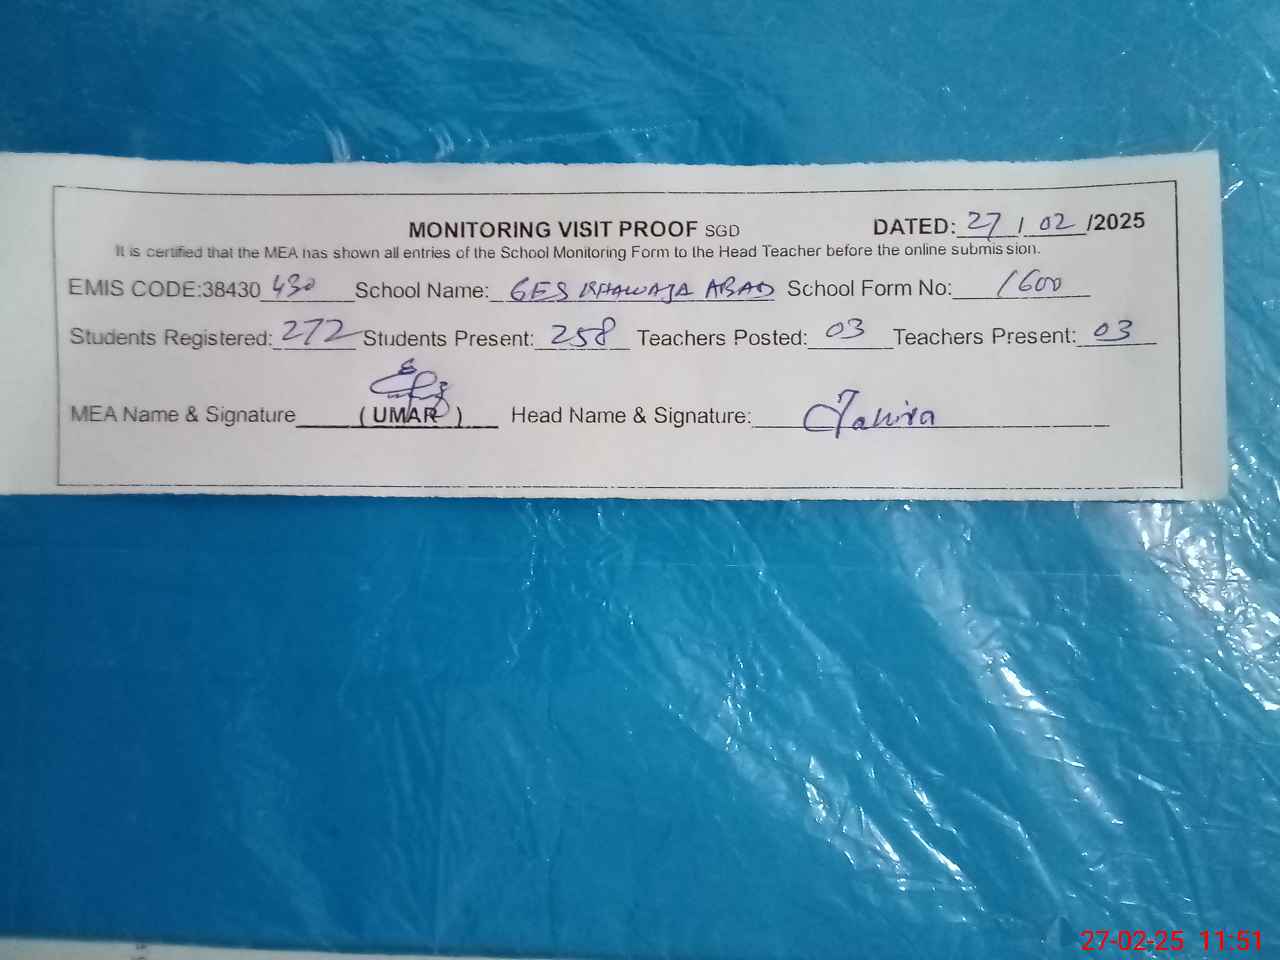 MONITORING VISIT PROOF SGD DATED: 27 / 02 /2025
It is certified that the MEA has shown all entries of the School Monitoring Form to the Head Teacher before the online submission.
EMIS CODE:38430 430 School Name: GES KHAWAJA ABAD School Form No: 1600
Students Registered: 272 Students Present: 258 Teachers Posted: 03 Teachers Present: 03
MEA Name & Signature (UMAR ) Head Name & Signature: Tahira
27-02-25 11:51